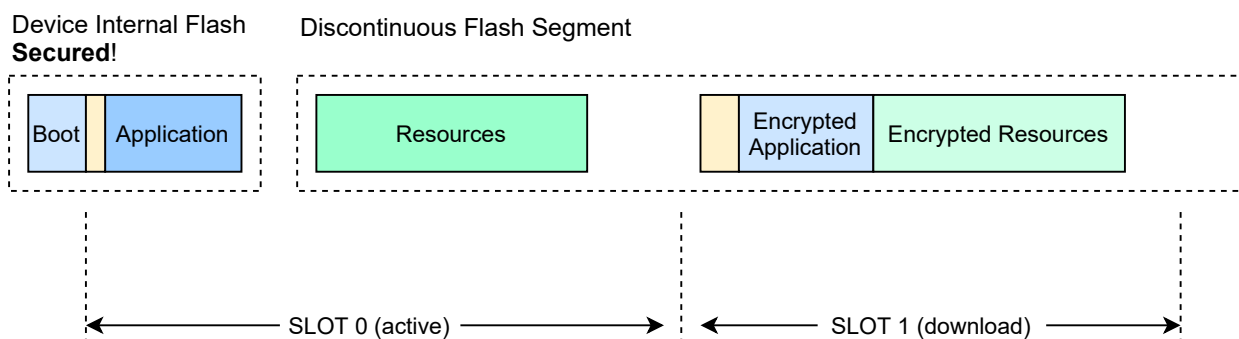 Device Internal Flash
Secured!
Discontinuous Flash Segment
Boot
Application
Resources
Encrypted
Application
Encrypted Resources
SLOT 0 (active)
SLOT 1 (download)